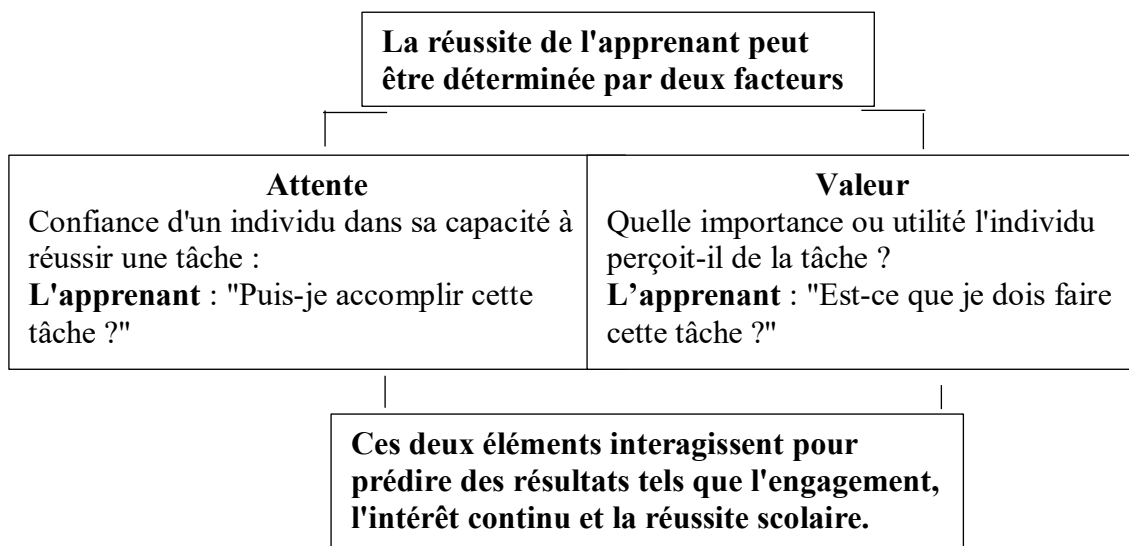 La réussite de l'apprenant peut
être déterminée par deux facteurs
Attente
Confiance d'un individu dans sa capacité à
réussir une tâche :
L'apprenant : "Puis-je accomplir cette
tâche ?"
Valeur
Quelle importance ou utilité l'individu
perçoit-il de la tâche ?
L’apprenant : "Est-ce que je dois faire
cette tâche ?"
Ces deux éléments interagissent pour
prédire des résultats tels que l'engagement,
l'intérêt continu et la réussite scolaire.